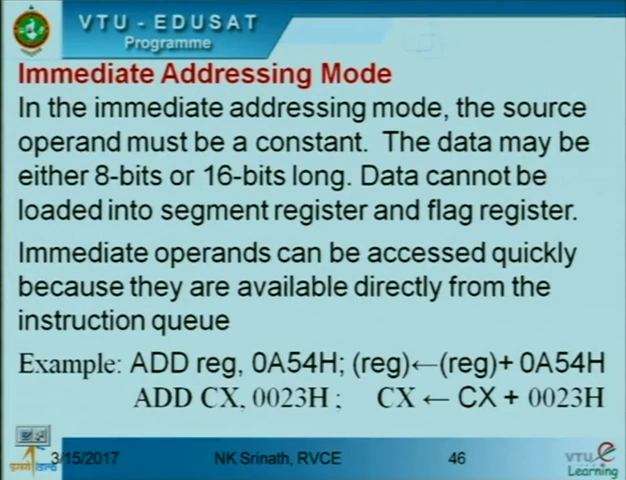 VTU - EDUSAT
Programme
Immediate Addressing Mode
In the immediate addressing mode, the source
operand must be a constant. The data may be
either 8-bits or 16-bits long. Data cannot be
loaded into segment register and flag register.
Immediate operands can be accessed quickly
because they are available directly from the
instruction queue
Example: ADD reg, 0A54H; (reg)←(reg)+ 0A54H
ADD CX, 0023H ; CX ← CX + 0023H
3/15/2017 NK Srinath, RVCE 46
VTU e
Learning